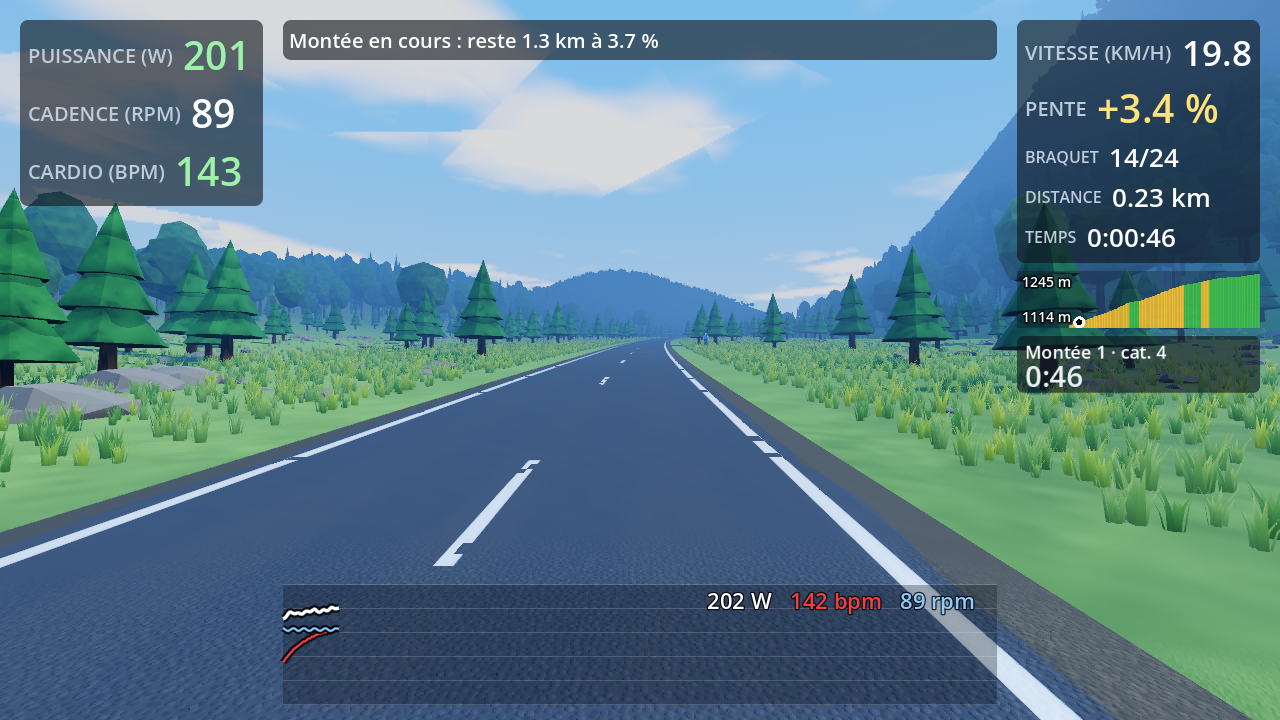 PUISSANCE (W) 201
CADENCE (RPM) 89
CARDIO (BPM) 143
Montée en cours : reste 1.3 km à 3.7 %
VITESSE (KM/H) 19.8
PENTE +3.4 %
BRAQUET 14/24
DISTANCE 0.23 km
TEMPS 0:00:46
1245 m
1114 m
Montée 1 · cat. 4
0:46
202 W 142 bpm 89 rpm